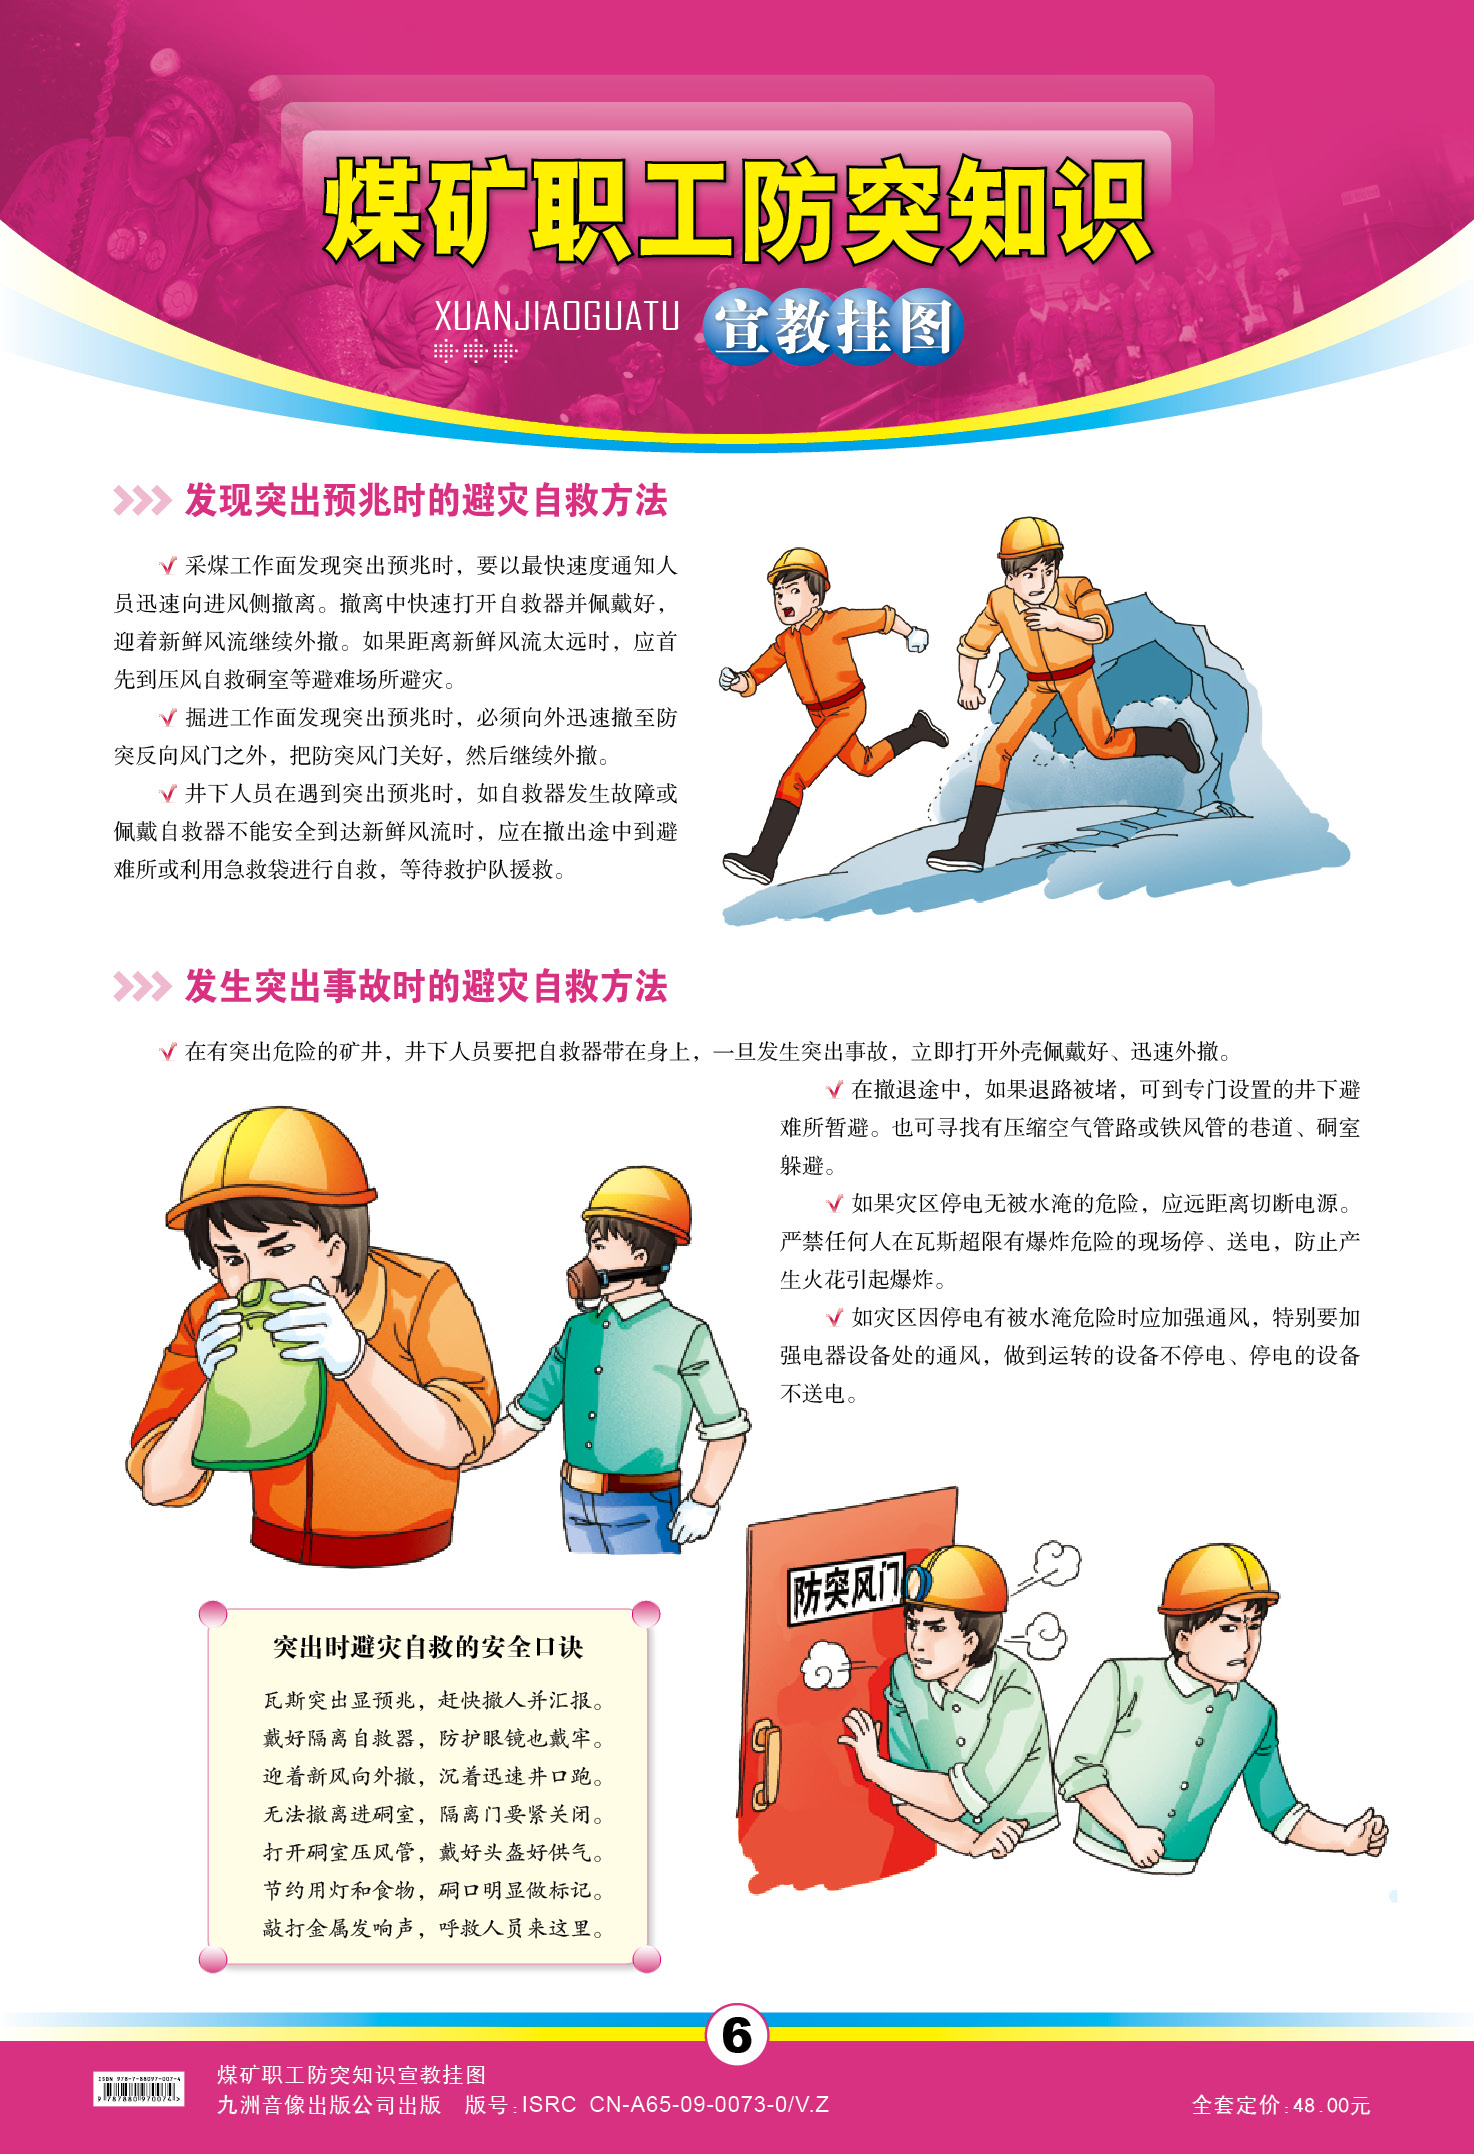 煤矿职工防突知识
XUANJIAOGUATU 宣教挂图
发现突出预兆时的避灾自救方法
采煤工作面发现突出预兆时，要以最快速度通知人
员迅速向进风侧撤离。撤离中快速打开自救器并佩戴好，
迎着新鲜风流继续外撤。如果距离新鲜风流太远时，应首
先到压风自救硐室等避难场所避灾。
掘进工作面发现突出预兆时，必须向外迅速撤至防
突反向风门之外，把防突风门关好，然后继续外撤。
井下人员在遇到突出预兆时，如自救器发生故障或
佩戴自救器不能安全到达新鲜风流时，应在撤出途中到避
难所或利用急救袋进行自救，等待救护队援救。
发生突出事故时的避灾自救方法
在有突出危险的矿井，井下人员要把自救器带在身上，一旦发生突出事故，立即打开外壳佩戴好、迅速外撤。
在撤退途中，如果退路被堵，可到专门设置的井下避
难所暂避。也可寻找有压缩空气管路或铁风管的巷道、硐室
躲避。
如果灾区停电无被水淹的危险，应远距离切断电源。
严禁任何人在瓦斯超限有爆炸危险的现场停、送电，防止产
生火花引起爆炸。
如灾区因停电有被水淹危险时应加强通风，特别要加
强电器设备处的通风，做到运转的设备不停电、停电的设备
不送电。
防突风门
突出时避灾自救的安全口诀
瓦斯突出显预兆，赶快撤人并汇报。
戴好隔离自救器，防护眼镜也戴牢。
迎着新风向外撤，沉着迅速井口跑。
无法撤离进硐室，隔离门要紧关闭。
打开硐室压风管，戴好头盔好供气。
节约用灯和食物，硐口明显做标记。
敲打金属发响声，呼救人员来这里。
6
ISBN 978-7-88097-007-4
9 787880 970074 >
煤矿职工防突知识宣教挂图
九洲音像出版公司出版 版号:ISRC CN-A65-09-0073-0/V.Z
全套定价:48.00元